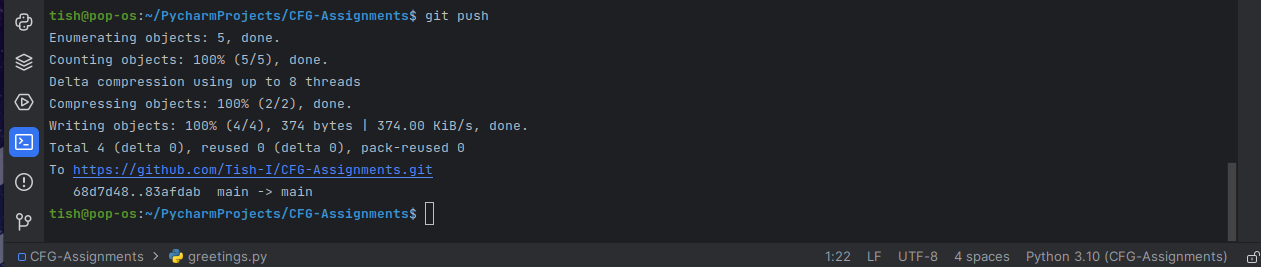 tish@pop-os:~/PycharmProjects/CFG-Assignments$ git push
Enumerating objects: 5, done.
Counting objects: 100% (5/5), done.
Delta compression using up to 8 threads
Compressing objects: 100% (2/2), done.
Writing objects: 100% (4/4), 374 bytes | 374.00 KiB/s, done.
Total 4 (delta 0), reused 0 (delta 0), pack-reused 0
To https://github.com/Tish-I/CFG-Assignments.git
   68d7d48..83afdab  main -> main
tish@pop-os:~/PycharmProjects/CFG-Assignments$
CFG-Assignments > greetings.py 1:22 LF UTF-8 4 spaces Python 3.10 (CFG-Assignments)